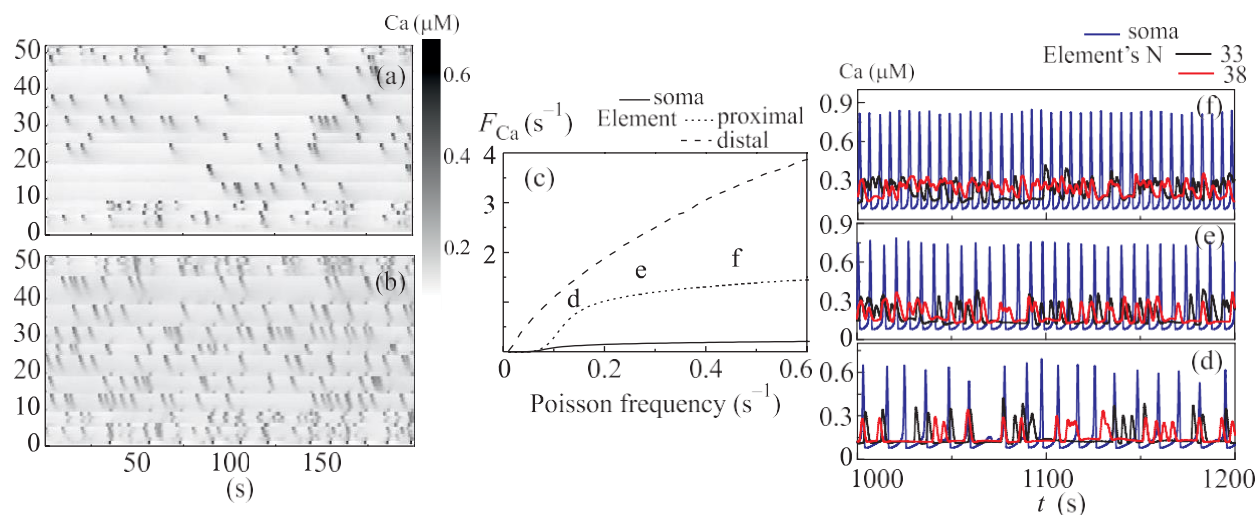 Ca (μM)
0.6
0.4
0.2
(a)
50
40
30
20
10
0
(b)
50
40
30
20
10
0
50 100 150
(s)
soma
Element proximal
distal
F_Ca (s⁻¹)
(c)
4
3
2
1
d e f
0 0.2 0.4 0.6
Poisson frequency (s⁻¹)
soma
Element's N 33
38
Ca (μM)
(f)
0.9
0.3
(e)
0.9
0.6
0.3
0
(d)
0.6
0.3
0
1000 1100 1200
t (s)